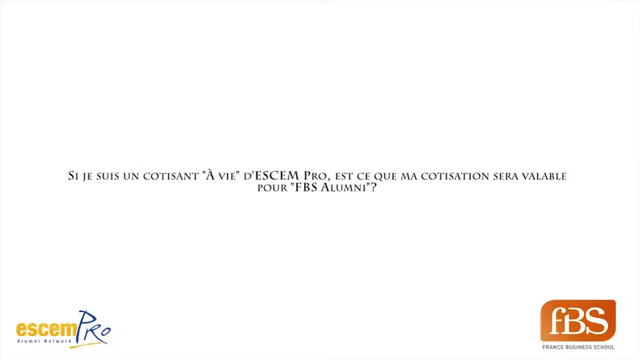 Si je suis un cotisant "À vie" d'ESCEM Pro, est ce que ma cotisation sera valable
pour "FBS Alumni"?
escem Pro
Alumni Network
fBS
FRANCE BUSINESS SCHOOL